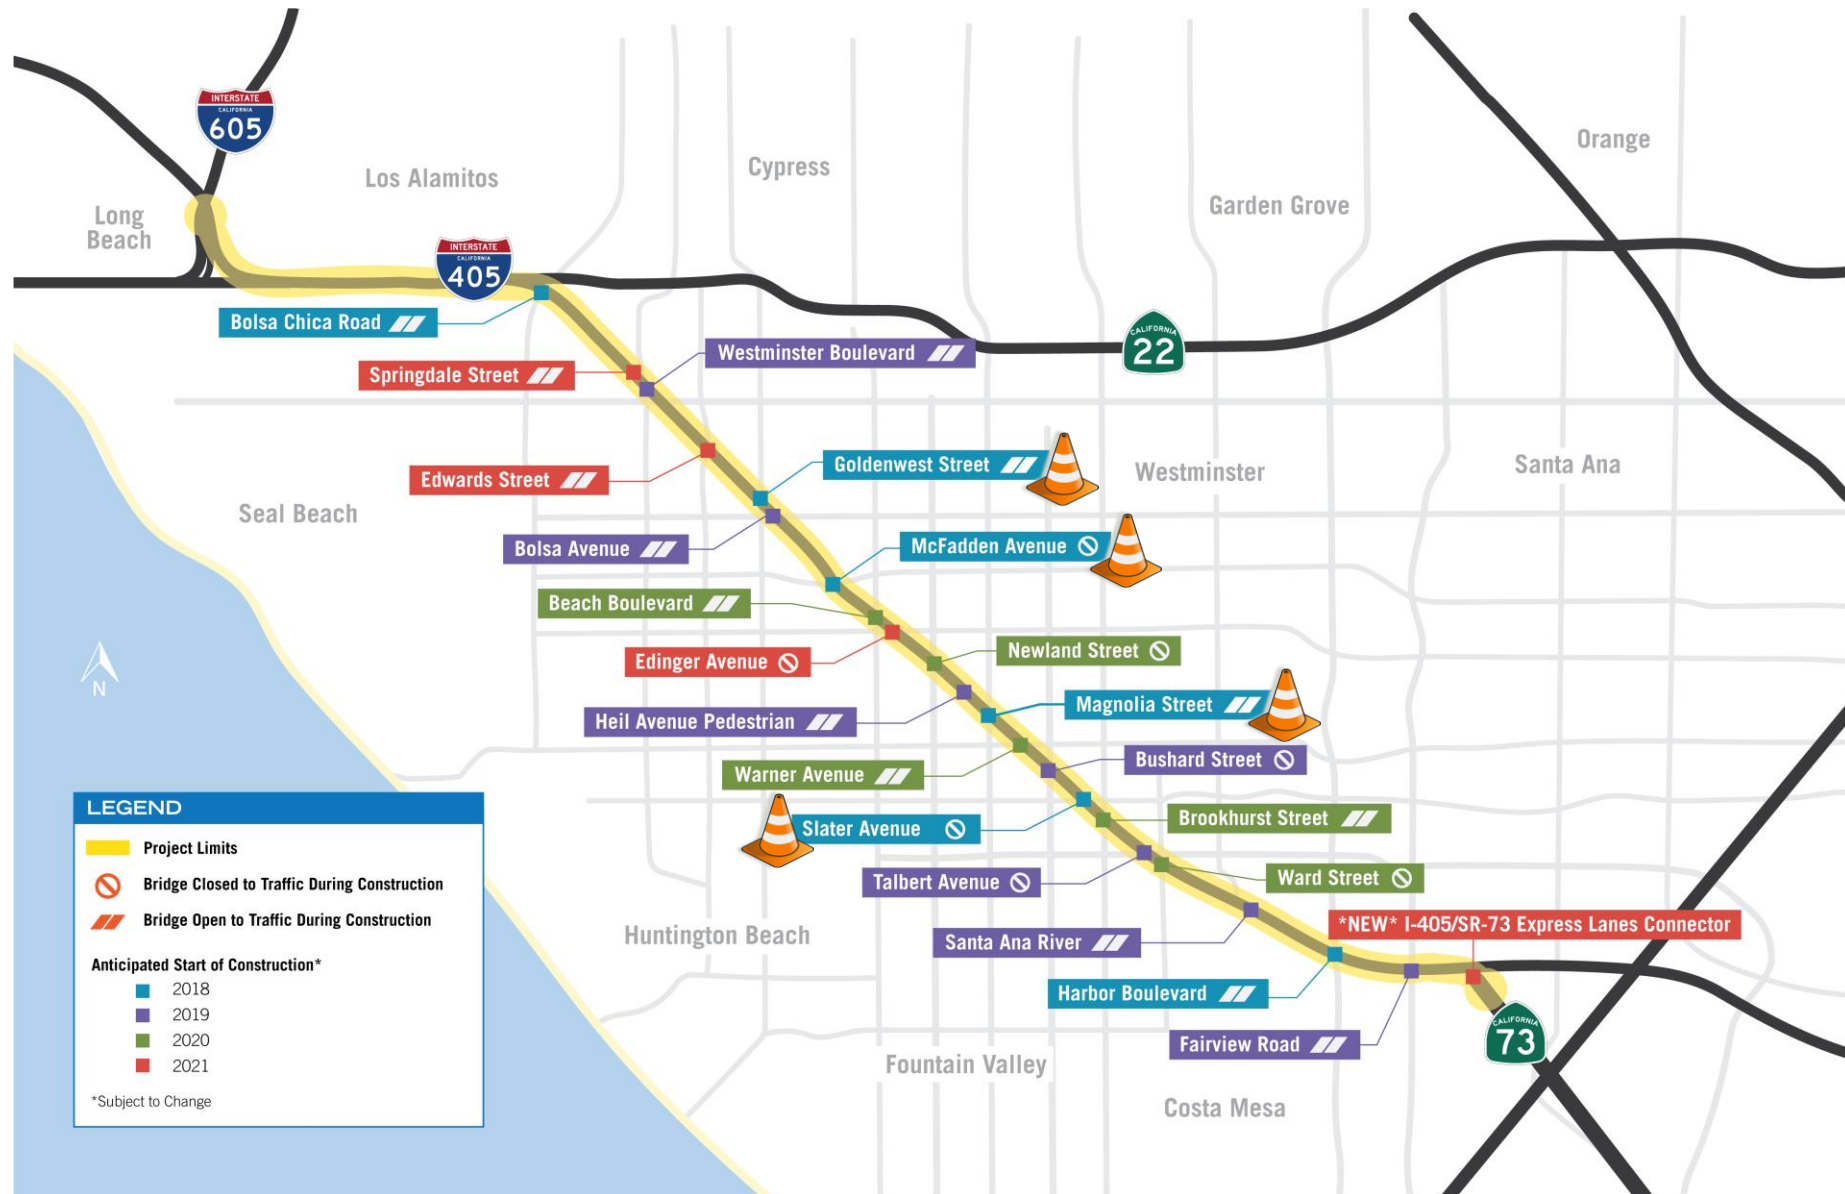 INTERSTATE
CALIFORNIA
605
Orange
Cypress
Los Alamitos
Garden Grove
Long
Beach
INTERSTATE
CALIFORNIA
405
Bolsa Chica Road
CALIFORNIA
22
Westminster Boulevard
Springdale Street
Goldenwest Street
Westminster
Santa Ana
Edwards Street
Seal Beach
Bolsa Avenue
McFadden Avenue
Beach Boulevard
Newland Street
Edinger Avenue
N
Magnolia Street
Heil Avenue Pedestrian
Bushard Street
Warner Avenue
Brookhurst Street
Slater Avenue
Ward Street
Talbert Avenue
*NEW* I-405/SR-73 Express Lanes Connector
Huntington Beach
Santa Ana River
Harbor Boulevard
CALIFORNIA
73
Fairview Road
Fountain Valley
Costa Mesa
LEGEND
Project Limits
Bridge Closed to Traffic During Construction
Bridge Open to Traffic During Construction
Anticipated Start of Construction*
2018
2019
2020
2021
*Subject to Change